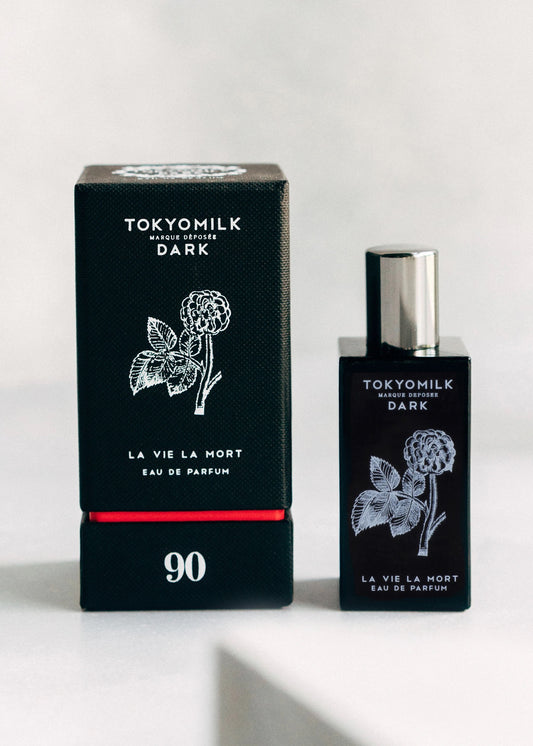 TOKYOMILK
MARQUE DÉPOSÉE
DARK
LA VIE LA MORT
EAU DE PARFUM
90
TOKYOMILK
MARQUE DEPOSÉE
DARK
LA VIE LA MORT
EAU DE PARFUM